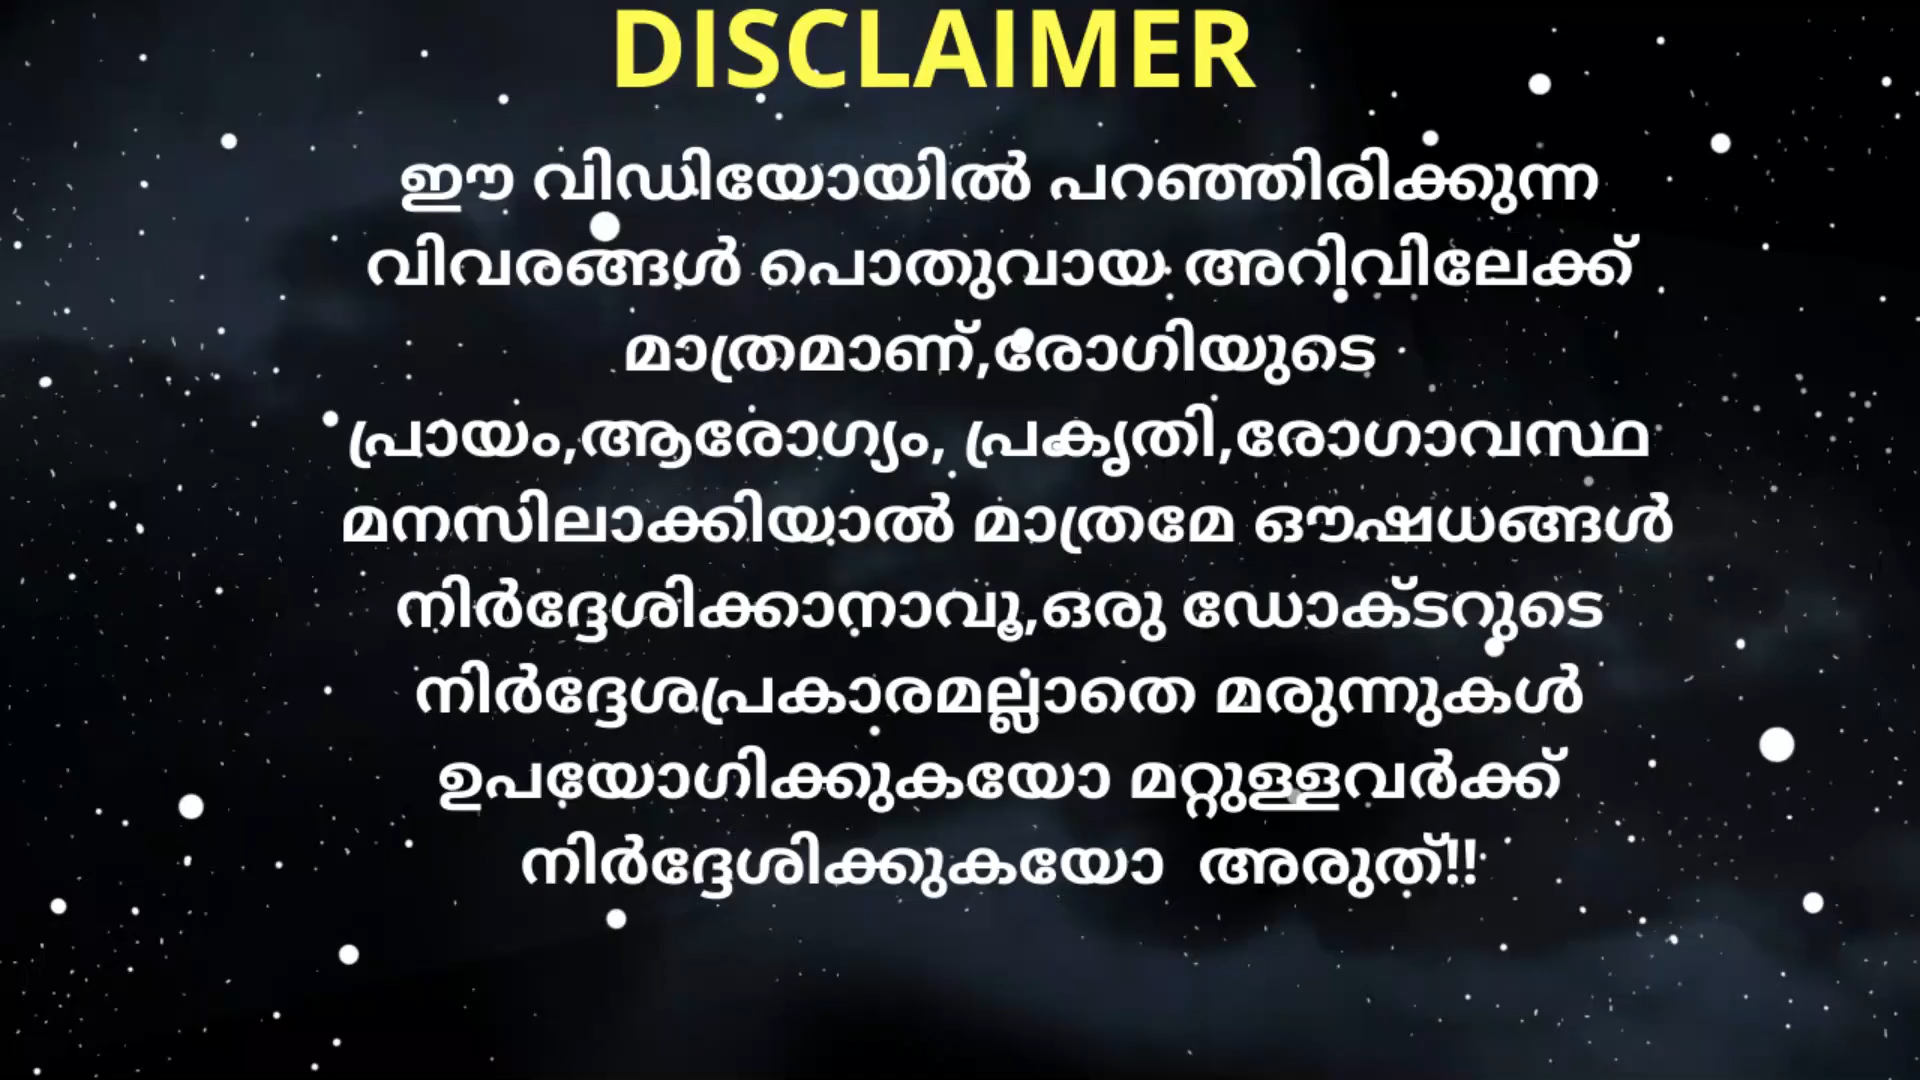 DISCLAIMER
ഈ വിഡിയോയിൽ പറഞ്ഞിരിക്കുന്ന
വിവരങ്ങൾ പൊതുവായ അറിവിലേക്ക്
മാത്രമാണ്,രോഗിയുടെ
പ്രായം,ആരോഗ്യം, പ്രകൃതി,രോഗാവസ്ഥ
മനസിലാക്കിയാൽ മാത്രമേ ഔഷധങ്ങൾ
നിർദ്ദേശിക്കാനാവൂ,ഒരു ഡോക്ടറുടെ
നിർദ്ദേശപ്രകാരമല്ലാതെ മരുന്നുകൾ
ഉപയോഗിക്കുകയോ മറ്റുള്ളവർക്ക്
നിർദ്ദേശിക്കുകയോ  അരുത്!!